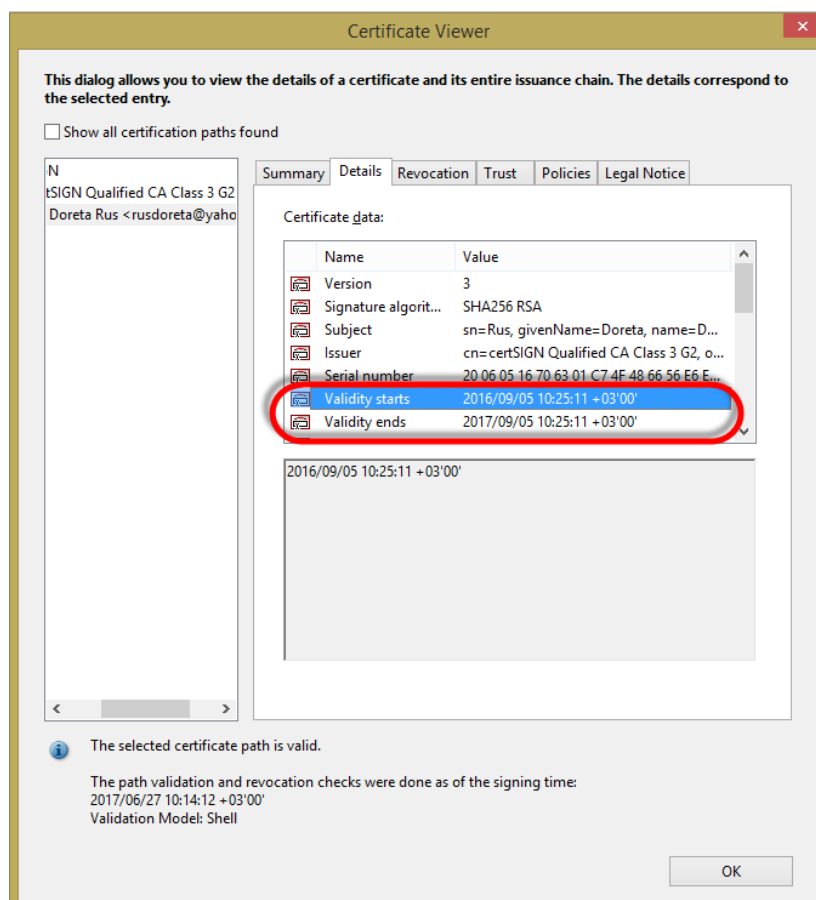 Certificate Viewer
This dialog allows you to view the details of a certificate and its entire issuance chain. The details correspond to
the selected entry.
Show all certification paths found
N
tSIGN Qualified CA Class 3 G2
Doreta Rus <rusdoreta@yaho
Summary Details Revocation Trust Policies Legal Notice
Certificate data:
Name Value
Version 3
Signature algorit... SHA256 RSA
Subject sn=Rus, givenName=Doreta, name=D...
Issuer cn=certSIGN Qualified CA Class 3 G2, o...
Serial number 20 06 05 16 70 63 01 C7 4F 48 66 56 E6 E...
Validity starts 2016/09/05 10:25:11 +03'00'
Validity ends 2017/09/05 10:25:11 +03'00'
2016/09/05 10:25:11 +03'00'
The selected certificate path is valid.
The path validation and revocation checks were done as of the signing time:
2017/06/27 10:14:12 +03'00'
Validation Model: Shell
OK